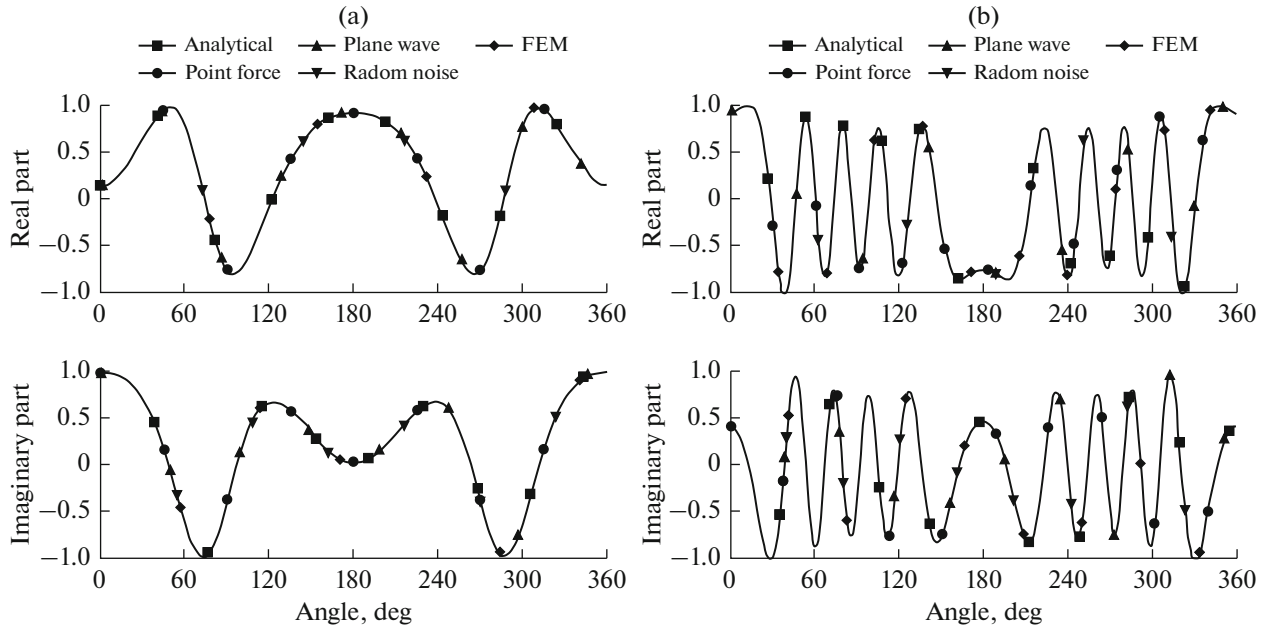 (a)
Analytical Plane wave FEM
Point force Radom noise
Real part
1.0
0.5
0
−0.5
−1.0
0 60 120 180 240 300 360
Imaginary part
1.0
0.5
0
−0.5
−1.0
0 60 120 180 240 300 360
Angle, deg
(b)
Analytical Plane wave FEM
Point force Radom noise
Real part
1.0
0.5
0
−0.5
−1.0
0 60 120 180 240 300 360
Imaginary part
1.0
0.5
0
−0.5
−1.0
0 60 120 180 240 300 360
Angle, deg